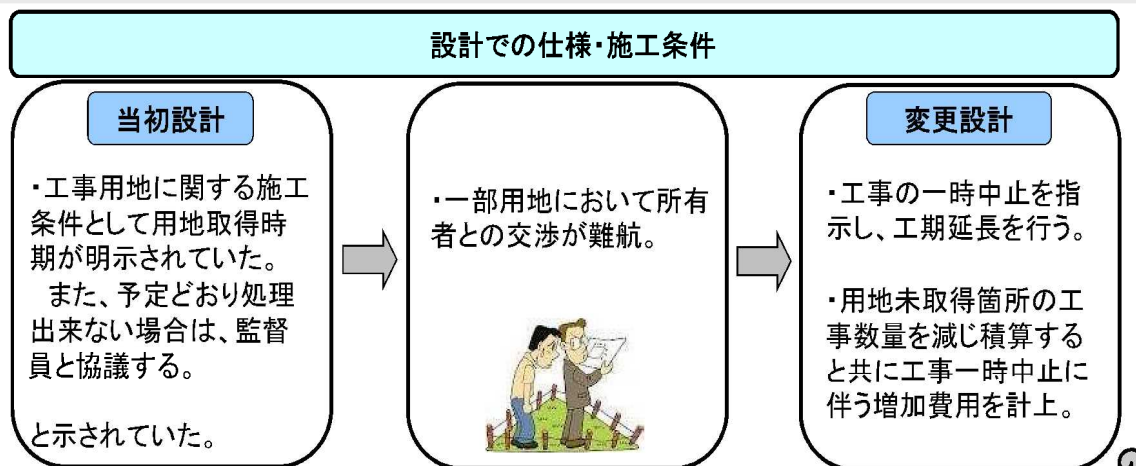 設計での仕様・施工条件
当初設計
・工事用地に関する施工
条件として用地取得時
期が明示されていた。
また、予定どおり処理
出来ない場合は、監督
員と協議する。
と示されていた。
・一部用地において所有
者との交渉が難航。
変更設計
・工事の一時中止を指
示し、工期延長を行う。
・用地未取得箇所の工
事数量を減じ積算する
と共に工事一時中止に
伴う増加費用を計上。